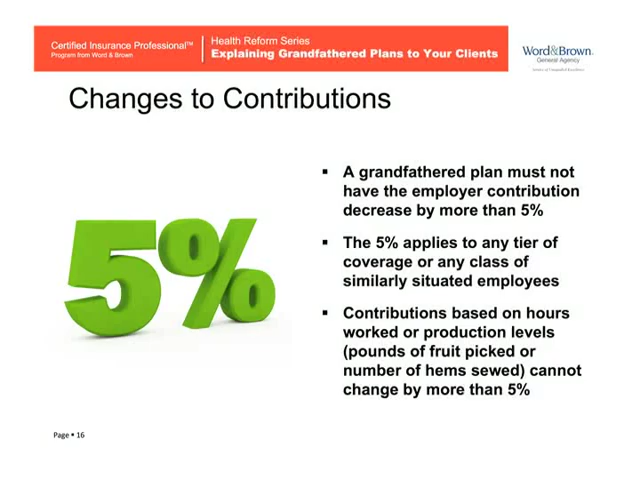 Certified Insurance Professional™
Program from Word & Brown
Health Reform Series
Explaining Grandfathered Plans to Your Clients
Word&Brown.
General Agency
Changes to Contributions
5%
▪ A grandfathered plan must not
have the employer contribution
decrease by more than 5%
▪ The 5% applies to any tier of
coverage or any class of
similarly situated employees
▪ Contributions based on hours
worked or production levels
(pounds of fruit picked or
number of hems sewed) cannot
change by more than 5%
Page ▪ 16